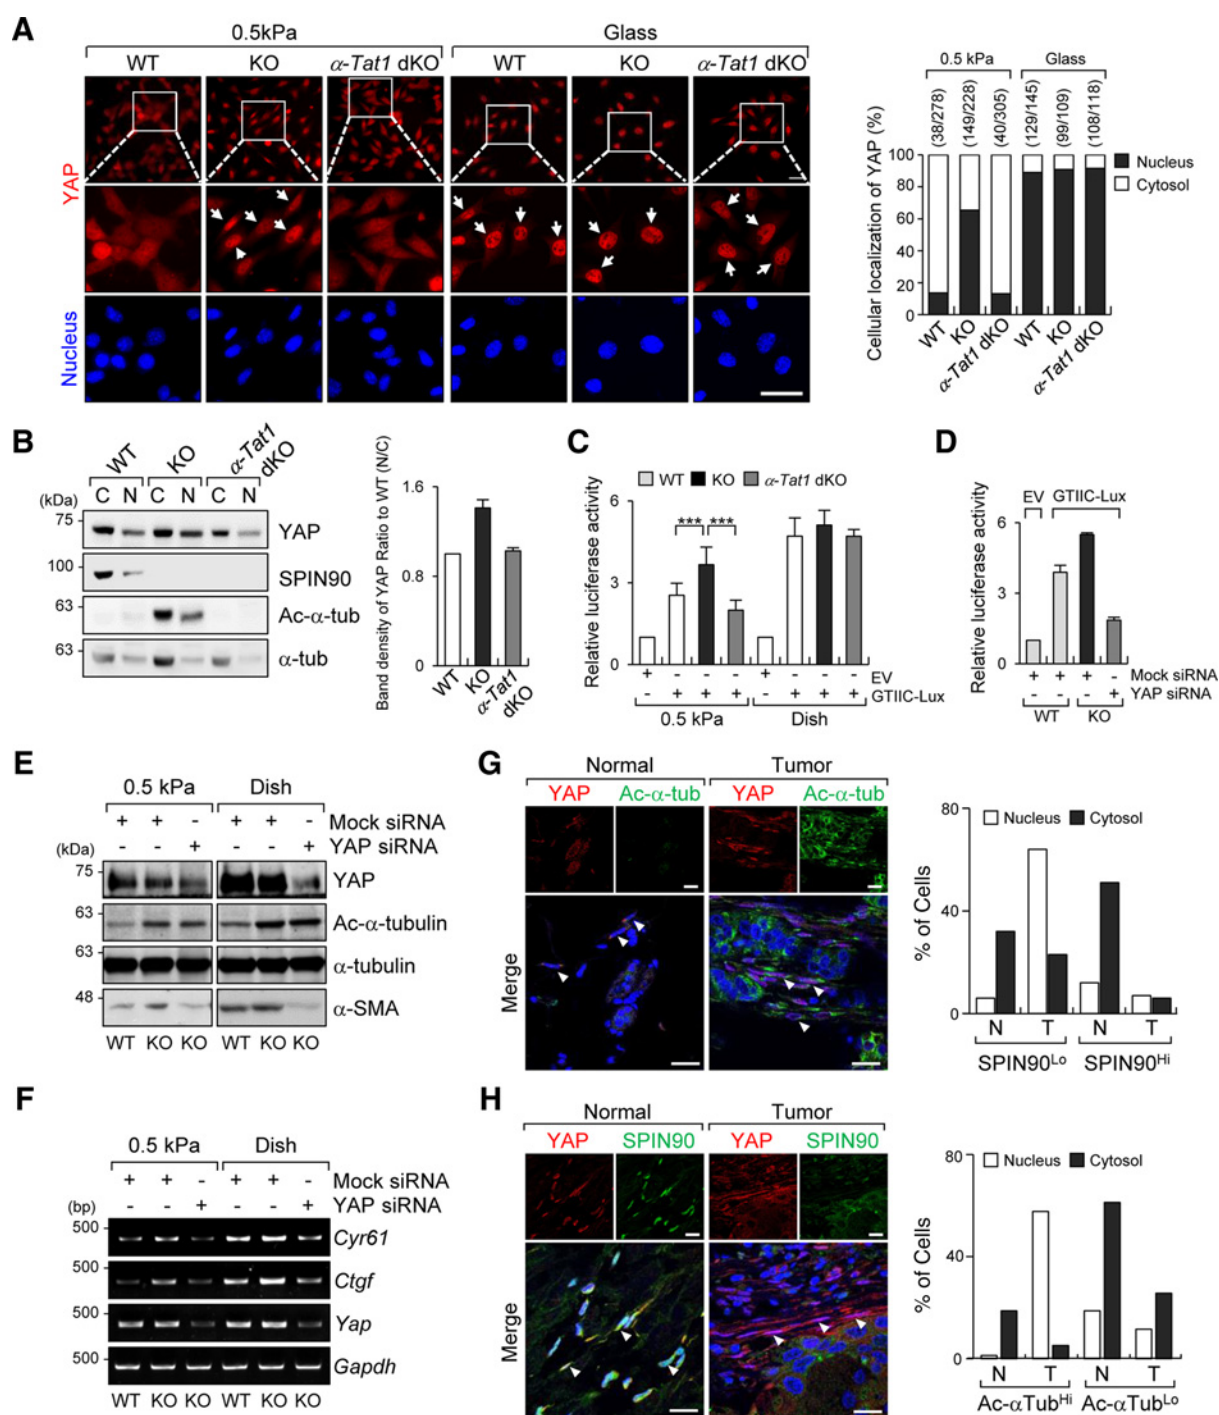 A
0.5kPa
Glass
WT
KO
α-Tat1 dKO
WT
KO
α-Tat1 dKO
YAP
Nucleus
0.5 kPa
Glass
(38/278)
(149/228)
(40/305)
(129/145)
(99/109)
(108/118)
Cellular localization of YAP (%)
100
80
60
40
20
0
Nucleus
Cytosol
WT
KO
α-Tat1 dKO
WT
KO
α-Tat1 dKO
B
WT
KO
α-Tat1 dKO
(kDa)
C N C N C N
75
YAP
100
SPIN90
63
Ac-α-tub
63
α-tub
Band density of YAP Ratio to WT (N/C)
1.6
0.8
0
WT
KO
α-Tat1 dKO
C
WT KO α-Tat1 dKO
Relative luciferase activity
6
3
0
*** ***
+ - - - + - - - EV
- + + + - + + + GTIIC-Lux
0.5 kPa
Dish
D
EV
GTIIC-Lux
Relative luciferase activity
6
3
0
+ + + - Mock siRNA
- - - + YAP siRNA
WT
KO
E
0.5 kPa
Dish
+ + - + + - Mock siRNA
- - + - - + YAP siRNA
(kDa)
75
YAP
63
Ac-α-tubulin
63
α-tubulin
48
α-SMA
WT KO KO WT KO KO
F
0.5 kPa
Dish
+ + - + + - Mock siRNA
- - + - - + YAP siRNA
(bp)
500
Cyr61
500
Ctgf
500
Yap
500
Gapdh
WT KO KO WT KO KO
G
Normal
Tumor
YAP
Ac-α-tub
YAP
Ac-α-tub
Merge
% of Cells
80
40
0
Nucleus
Cytosol
N T N T
SPIN90Lo
SPIN90Hi
H
Normal
Tumor
YAP
SPIN90
YAP
SPIN90
Merge
% of Cells
80
40
0
Nucleus
Cytosol
N T N T
Ac-αTubHi
Ac-αTubLo